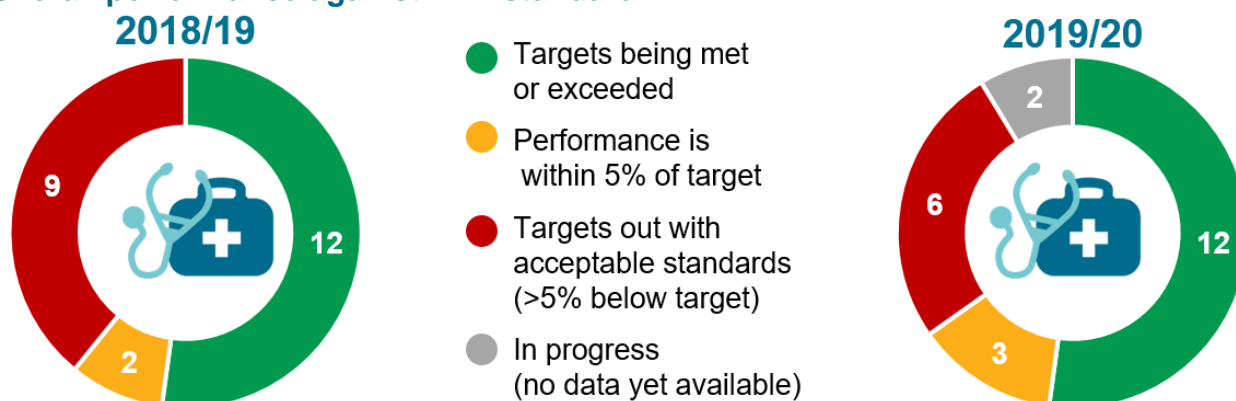 2018/19
9
12
2
Targets being met
or exceeded
Performance is
within 5% of target
Targets out with
acceptable standards
(>5% below target)
In progress
(no data yet available)
2019/20
2
6
12
3